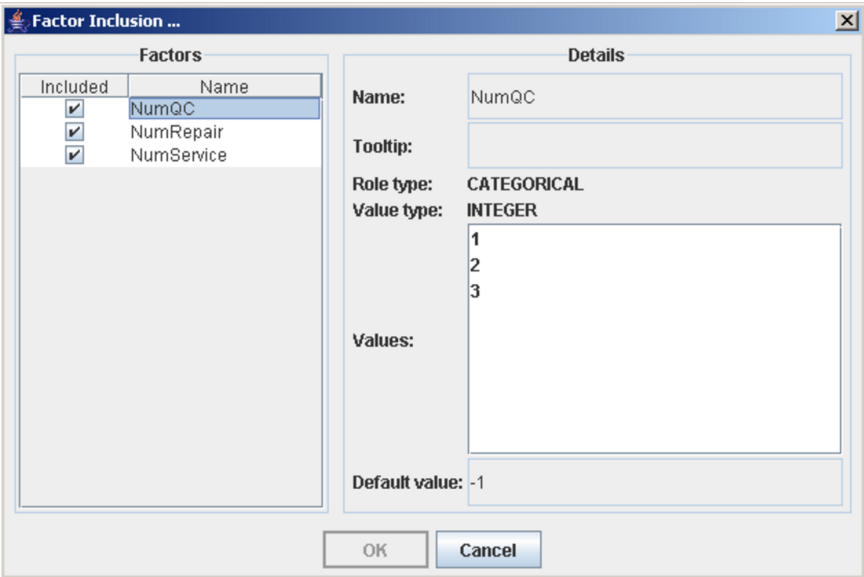 Factor Inclusion ...
Factors
Included Name
NumQC
NumRepair
NumService
Details
Name: NumQC
Tooltip:
Role type: CATEGORICAL
Value type: INTEGER
Values:
1
2
3
Default value: -1
OK Cancel